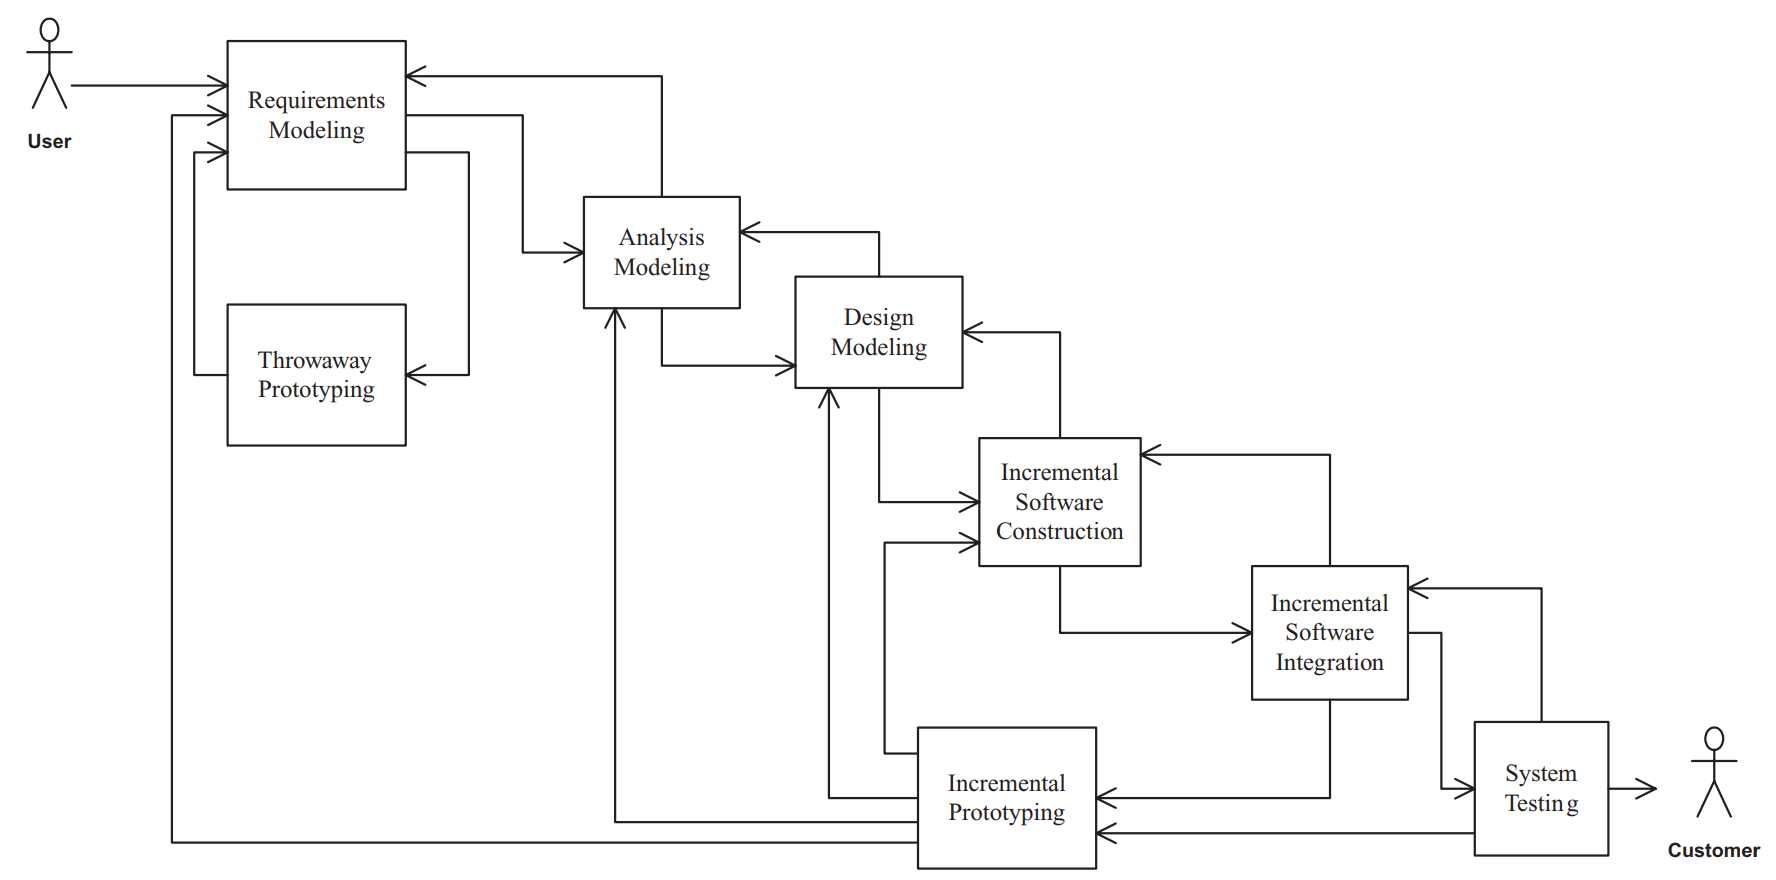 User
Requirements
Modeling
Analysis
Modeling
Design
Modeling
Throwaway
Prototyping
Incremental
Software
Construction
Incremental
Software
Integration
Incremental
Prototyping
System
Testing
Customer